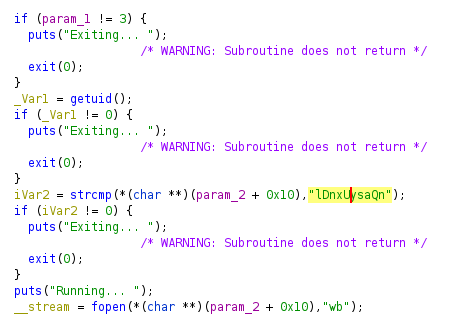 if (param_1 != 3) {
puts("Exiting... ");
/* WARNING: Subroutine does not return */
exit(0);
}
_Var1 = getuid();
if (_Var1 != 0) {
puts("Exiting... ");
/* WARNING: Subroutine does not return */
exit(0);
}
iVar2 = strcmp(*(char **)(param_2 + 0x10),"lDnxUysaQn");
if (iVar2 != 0) {
puts("Exiting... ");
/* WARNING: Subroutine does not return */
exit(0);
}
puts("Running... ");
__stream = fopen(*(char **)(param_2 + 0x10),"wb");